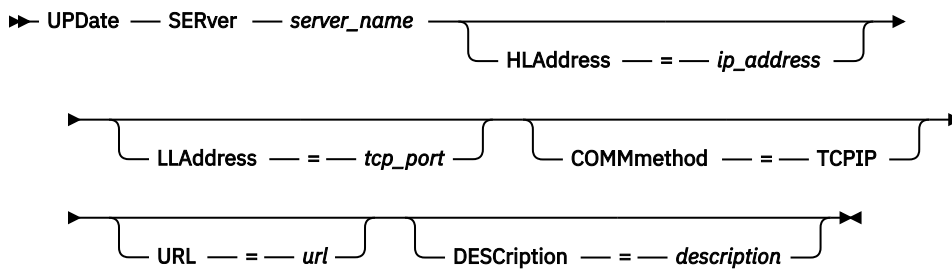 UPDate — SERver — server_name
HLAddress — = — ip_address
LLAddress — = — tcp_port COMMmethod — = — TCPIP
URL — = — url DESCription — = — description